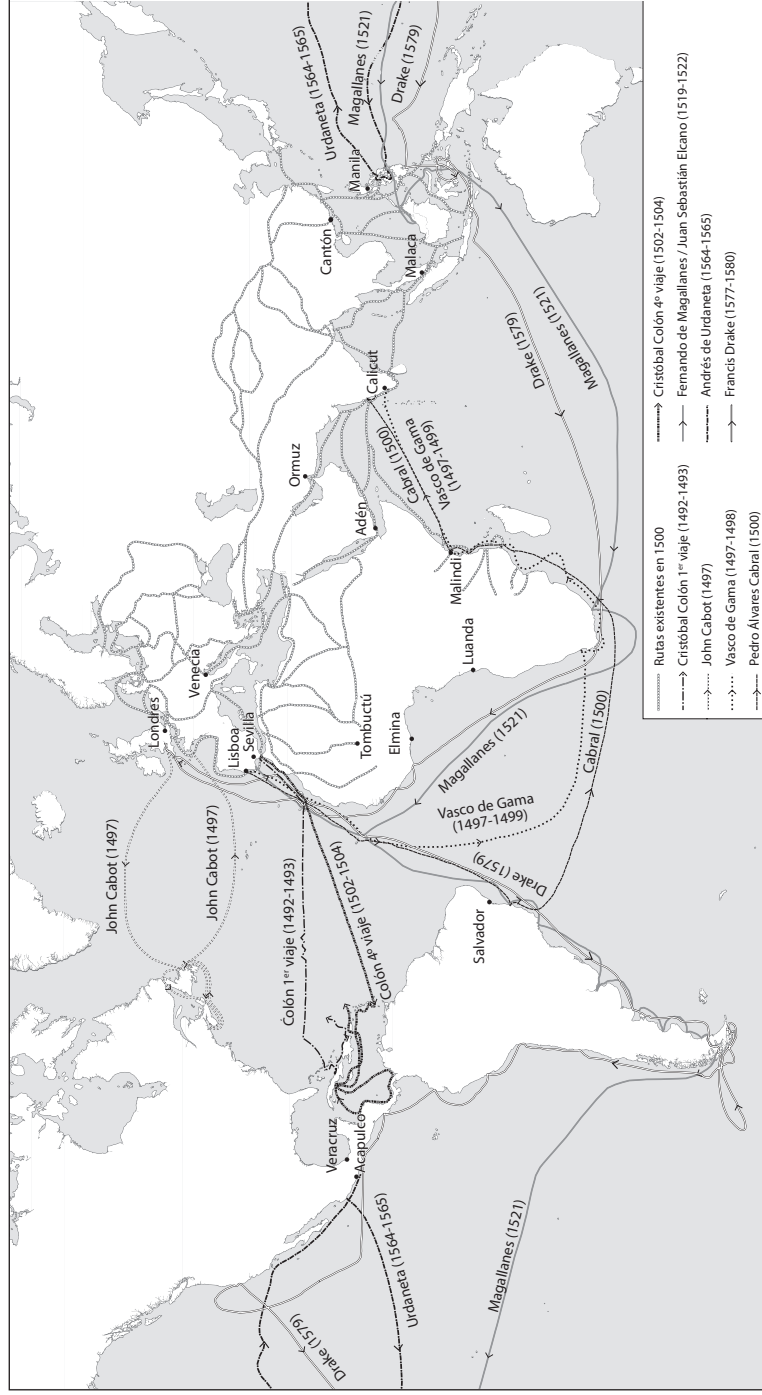 John Cabot (1497)
John Cabot (1497)
Londres
Venecia
Lisboa
Sevilla
Colón 1er viaje (1492-1493)
Colón 4º viaje (1502-1504)
Veracruz
Acapulco
Urdaneta (1564-1565)
Drake (1579)
Magallanes (1521)
Salvador
Drake (1579)
Vasco de Gama
(1497-1499)
Magallanes (1521)
Cabral (1500)
Tombuctú
Elmina
Luanda
Malindi
Adén
Ormuz
Calicut
Cabral (1500)
Vasco de Gama
(1497-1499)
Cantón
Manila
Malaca
Urdaneta (1564-1565)
Magallanes (1521)
Drake (1579)
Drake (1579)
Magallanes (1521)
Rutas existentes en 1500
Cristóbal Colón 1er viaje (1492-1493)
John Cabot (1497)
Vasco de Gama (1497-1498)
Pedro Álvares Cabral (1500)
Cristóbal Colón 4º viaje (1502-1504)
Fernando de Magallanes / Juan Sebastián Elcano (1519-1522)
Andrés de Urdaneta (1564-1565)
Francis Drake (1577-1580)